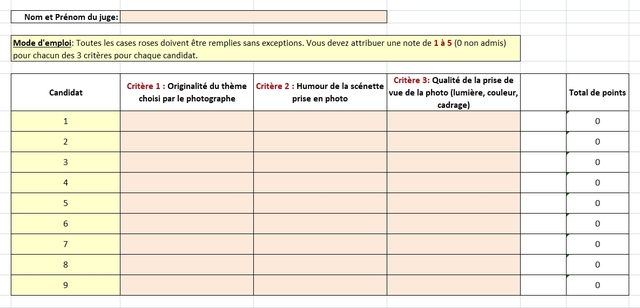 Nom et Prénom du juge:
Mode d'emploi: Toutes les cases roses doivent être remplies sans exceptions. Vous devez attribuer une note de 1 à 5 (0 non admis)
pour chacun des 3 critères pour chaque candidat.
Candidat
Critère 1 : Originalité du thème
choisi par le photographe
Critère 2 : Humour de la scénette
prise en photo
Critère 3: Qualité de la prise de
vue de la photo (lumière, couleur,
cadrage)
Total de points
1 0
2 0
3 0
4 0
5 0
6 0
7 0
8 0
9 0